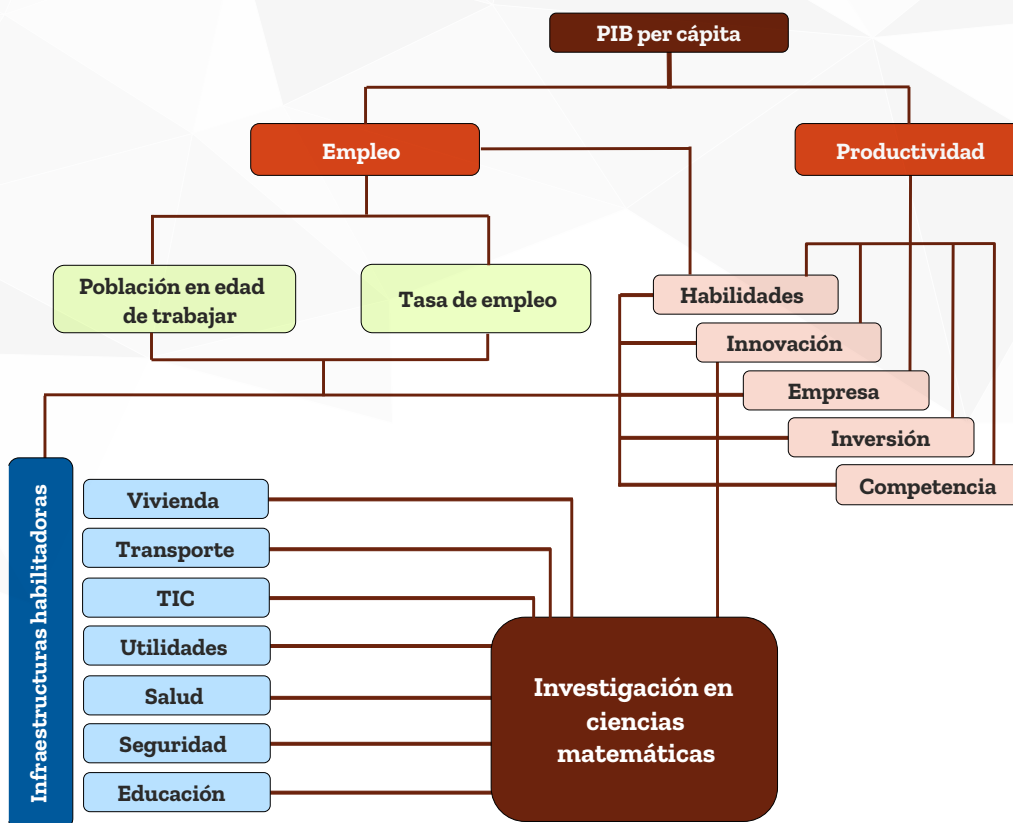 PIB per cápita
Empleo
Productividad
Población en edad
de trabajar
Tasa de empleo
Habilidades
Innovación
Empresa
Inversión
Competencia
Infraestructuras habilitadoras
Vivienda
Transporte
TIC
Utilidades
Salud
Seguridad
Educación
Investigación en
ciencias
matemáticas